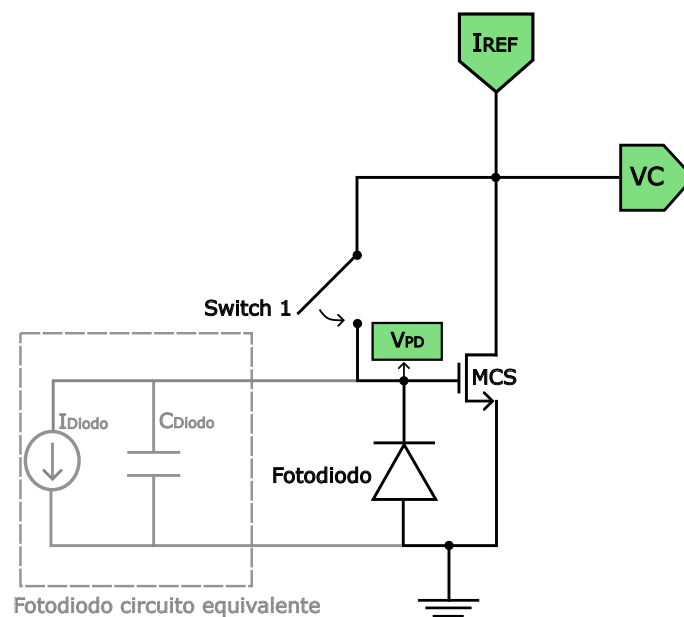 IREF
VC
Switch 1
VPD
MCS
IDiodo
CDiodo
Fotodiodo
Fotodiodo circuito equivalente